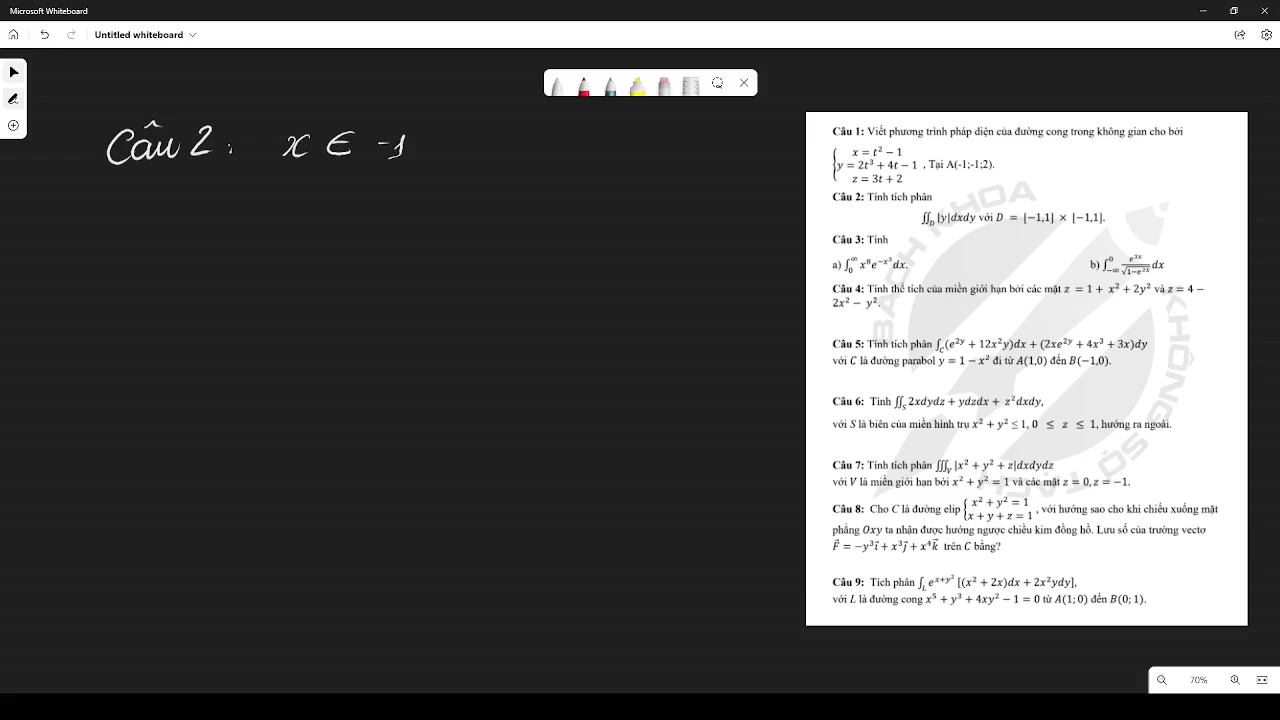 Microsoft Whiteboard
Untitled whiteboard
Câu 2: x ∈ -1
Câu 1: Viết phương trình pháp diện của đường cong trong không gian cho bởi
{ x = t² − 1
y = 2t³ + 4t − 1 , Tại A(-1;-1;2).
z = 3t + 2
Câu 2: Tính tích phân
∬_D |y|dxdy với D = [−1,1] × [−1,1].
Câu 3: Tính
a) ∫₀^∞ x⁸e^{−x³}dx. b) ∫_{−∞}^0 e^{3x}/√(1−e^{2x}) dx
Câu 4: Tính thể tích của miền giới hạn bởi các mặt z = 1 + x² + 2y² và z = 4 −
2x² − y².
Câu 5: Tính tích phân ∫_C(e^{2y} + 12x²y)dx + (2xe^{2y} + 4x³ + 3x)dy
với C là đường parabol y = 1 − x² đi từ A(1,0) đến B(−1,0).
Câu 6: Tính ∬_S 2xdydz + ydzdx + z²dxdy,
với S là biên của miền hình trụ x² + y² ≤ 1, 0 ≤ z ≤ 1, hướng ra ngoài.
Câu 7: Tính tích phân ∭_V |x² + y² + z|dxdydz
với V là miền giới hạn bởi x² + y² = 1 và các mặt z = 0, z = −1.
Câu 8: Cho C là đường elip { x² + y² = 1
x + y + z = 1 , với hướng sao cho khi chiếu xuống mặt
phẳng Oxy ta nhận được hướng ngược chiều kim đồng hồ. Lưu số của trường vectơ
F⃗ = −y³i⃗ + x³j⃗ + x⁴k⃗ trên C bằng?
Câu 9: Tích phân ∫_L e^{x+y²} [(x² + 2x)dx + 2x²ydy],
với L là đường cong x⁵ + y³ + 4xy² − 1 = 0 từ A(1; 0) đến B(0; 1).
BÁCH KHOA
KHÔNG SỢ TẠCH
70%